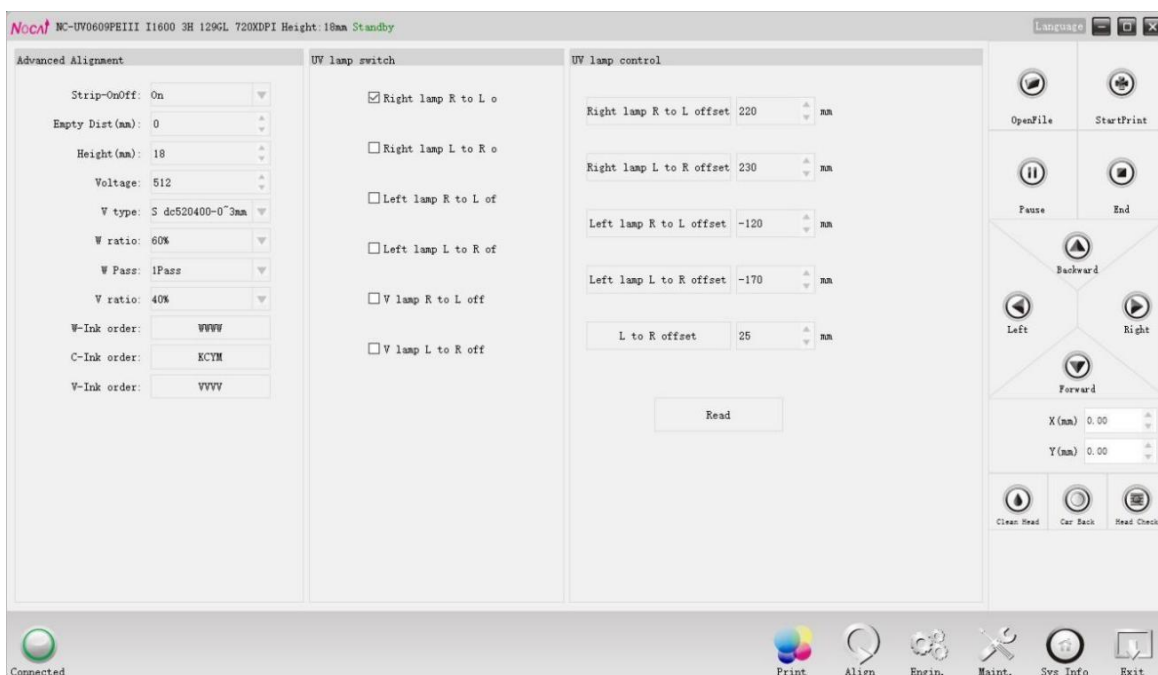 Nocai NC-UV0609PEIII I1600 3H 129GL 720XDPI Height:18mm Standby
Language
Advanced Alignment
Strip-OnOff: On
Empty Dist(mm): 0
Height(mm): 18
Voltage: 512
V type: S dc520400-0~3mm
W ratio: 60%
W Pass: 1Pass
V ratio: 40%
W-Ink order: WWWW
C-Ink order: KCYM
V-Ink order: VVVV
UV lamp switch
Right lamp R to L o
Right lamp L to R o
Left lamp R to L of
Left lamp L to R of
V lamp R to L off
V lamp L to R off
UV lamp control
Right lamp R to L offset 220 mm
Right lamp L to R offset 230 mm
Left lamp R to L offset -120 mm
Left lamp L to R offset -170 mm
L to R offset 25 mm
Read
OpenFile StartPrint
Pause End
Backward
Left Right
Forward
X(mm) 0.00
Y(mm) 0.00
Clean Head Car Back Head Check
Connected
Print Align Engin. Maint. Sys Info Exit